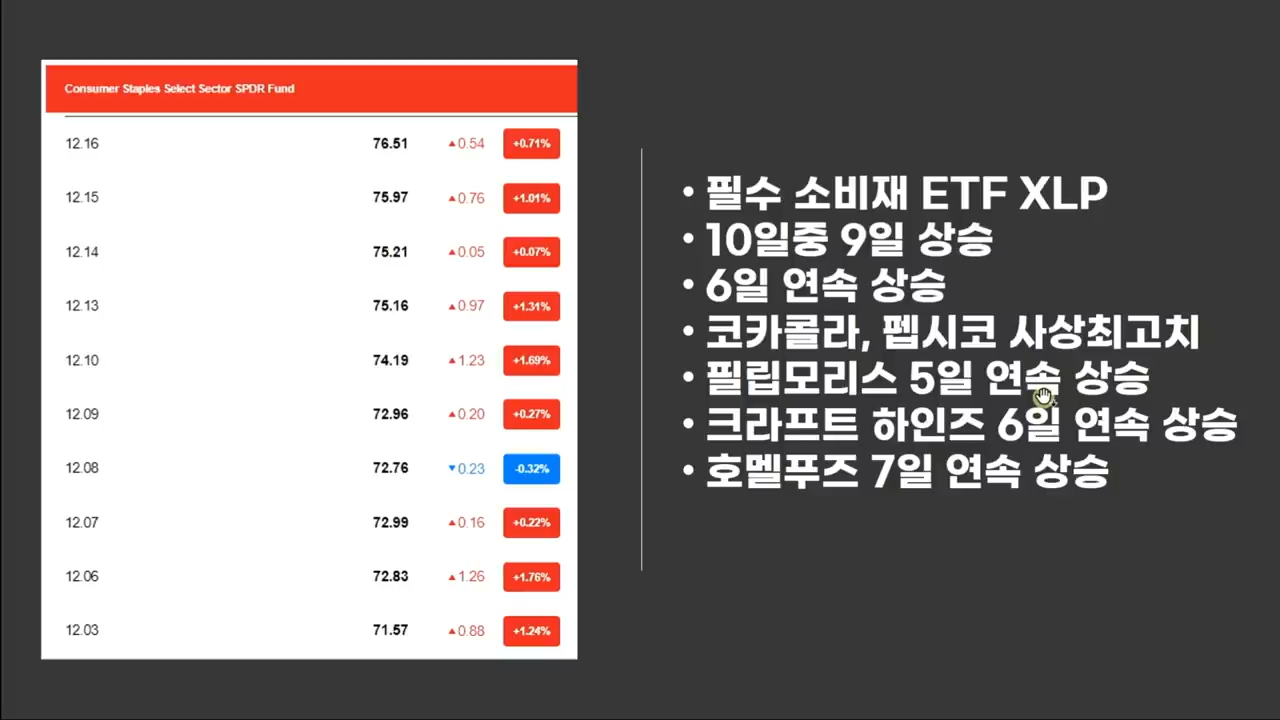 Consumer Staples Select Sector SPDR Fund
12.16 76.51 ▲0.54 +0.71%
12.15 75.97 ▲0.76 +1.01%
12.14 75.21 ▲0.05 +0.07%
12.13 75.16 ▲0.97 +1.31%
12.10 74.19 ▲1.23 +1.69%
12.09 72.96 ▲0.20 +0.27%
12.08 72.76 ▼0.23 -0.32%
12.07 72.99 ▲0.16 +0.22%
12.06 72.83 ▲1.26 +1.76%
12.03 71.57 ▲0.88 +1.24%
• 필수 소비재 ETF XLP
• 10일중 9일 상승
• 6일 연속 상승
• 코카콜라, 펩시코 사상최고치
• 필립모리스 5일 연속 상승
• 크라프트 하인즈 6일 연속 상승
• 호멜푸즈 7일 연속 상승